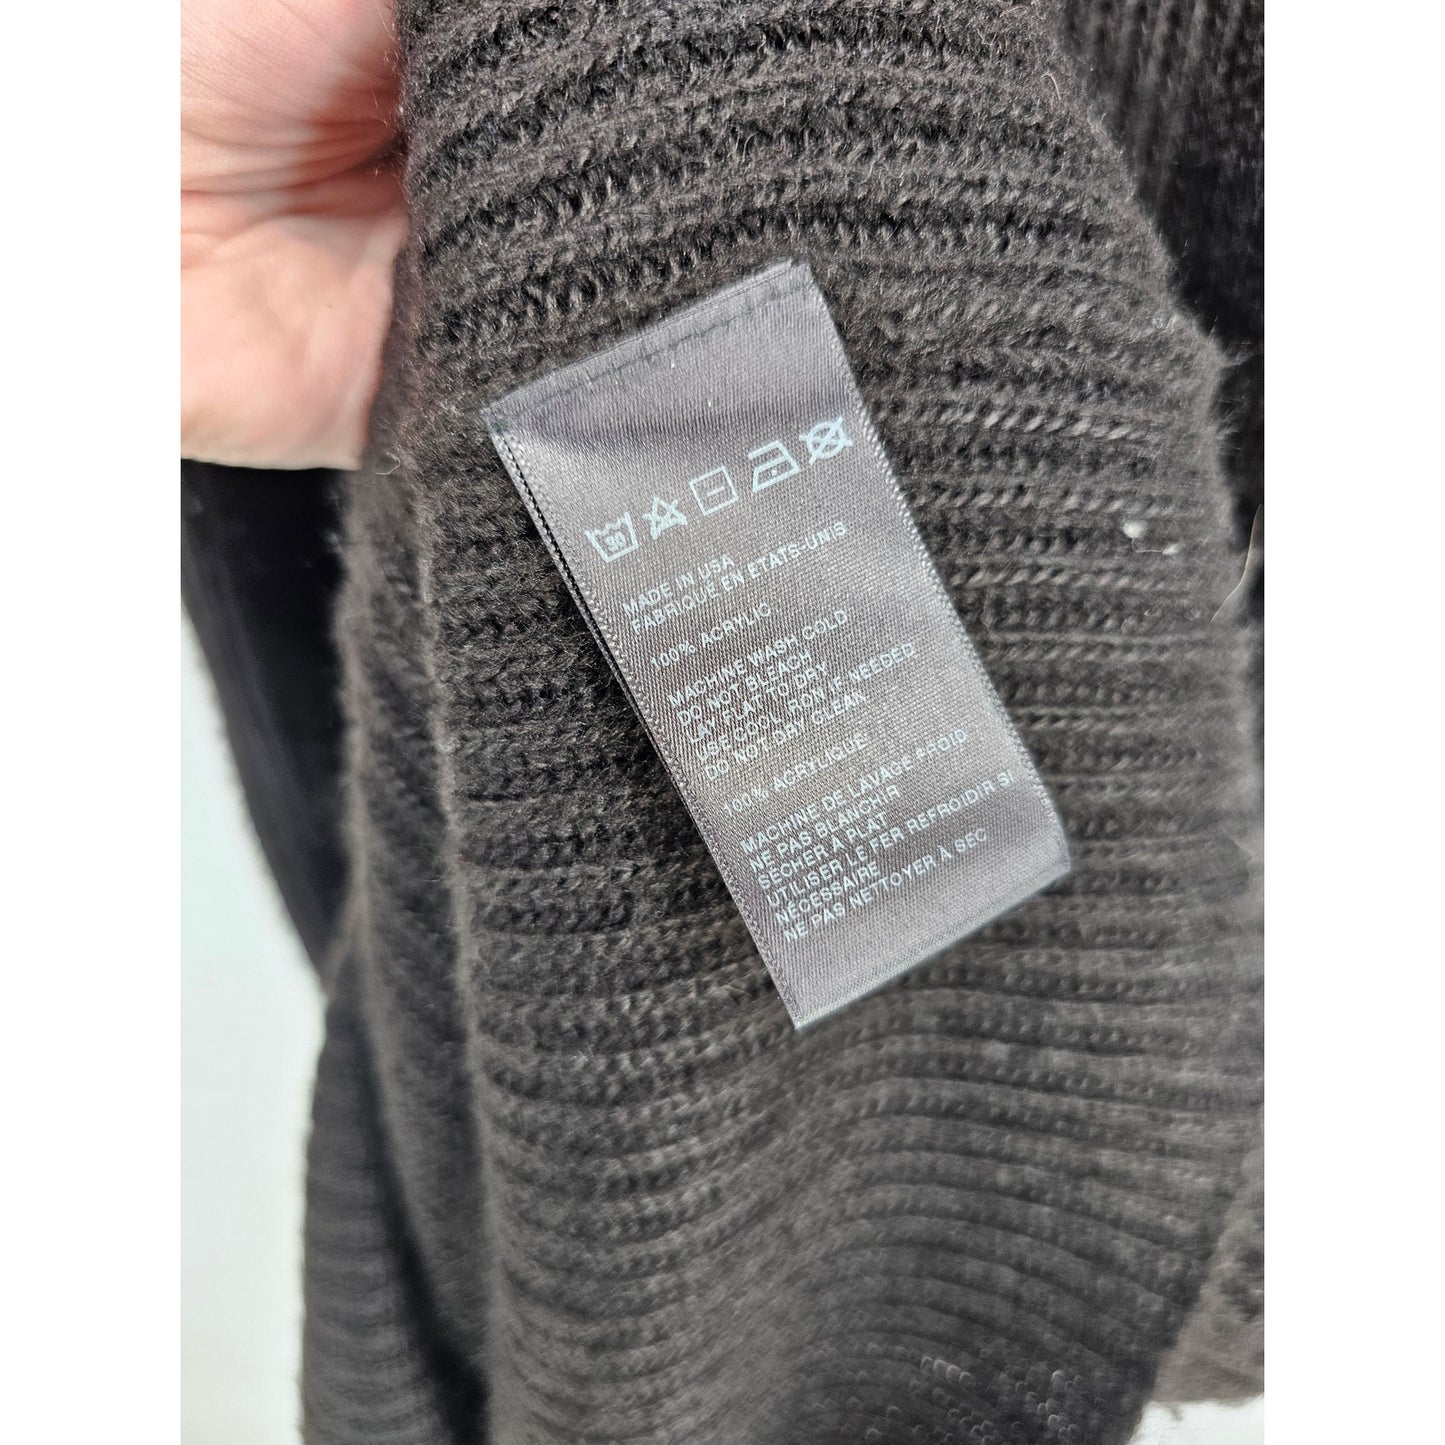 30
MADE IN USA
FABRIQUE EN ETATS-UNIS
100% ACRYLIC
MACHINE WASH COLD
DO NOT BLEACH
LAY FLAT TO DRY
USE COOL IRON IF NEEDED
DO NOT DRY CLEAN
100% ACRYLIQUE
MACHINE DE LAVAGE FROID
NE PAS BLANCHIR
SECHER À PLAT
UTILISER LE FER REFROIDIR SI
NÉCESSAIRE
NE PAS NETTOYER À SEC